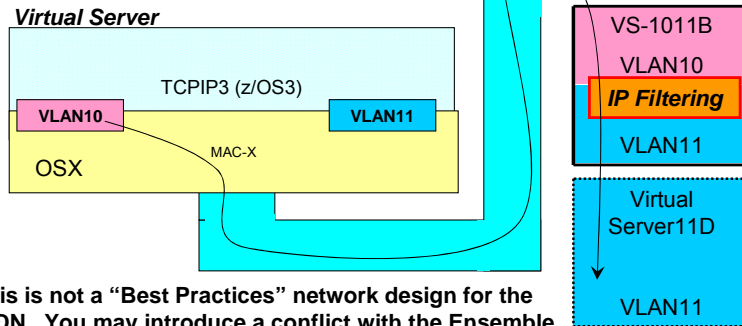 Virtual Server
TCPIP3 (z/OS3)
VLAN10
VLAN11
MAC-X
OSX
VS-1011B
VLAN10
IP Filtering
VLAN11
Virtual
Server11D
VLAN11
is is not a “Best Practices” network design for the
You may introduce a conflict with the Ensemble